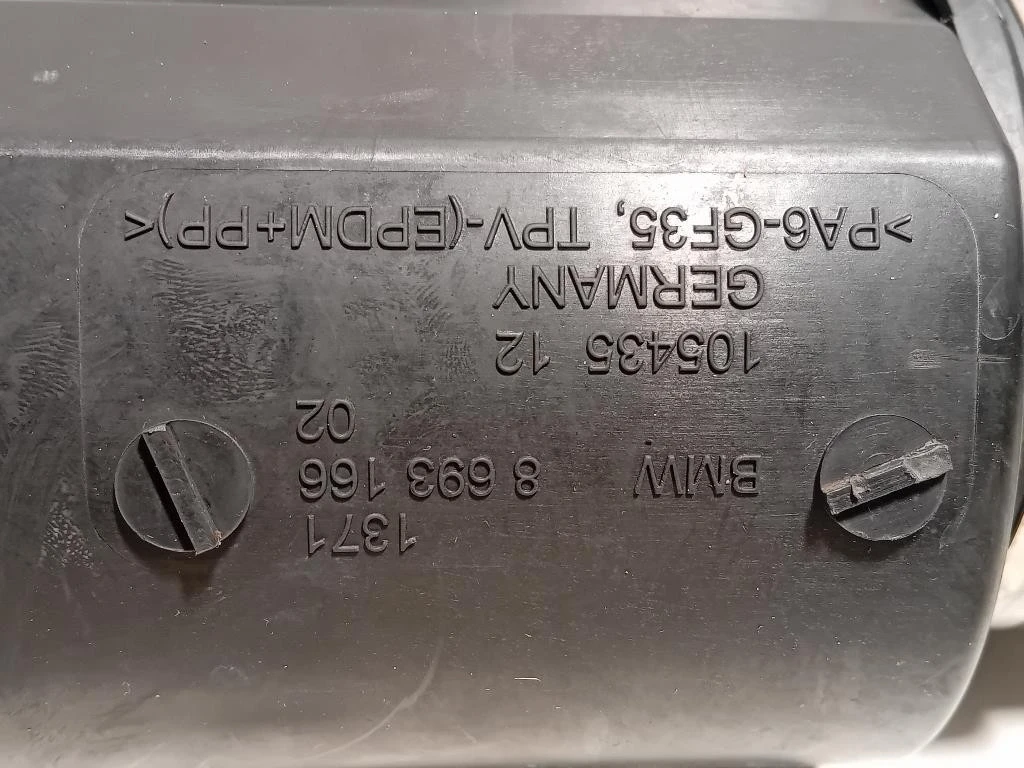 1371
BMW 8 693 166
02
105435 12
GERMANY
>PA6-GF35, TPV-(EPDM+PP)<